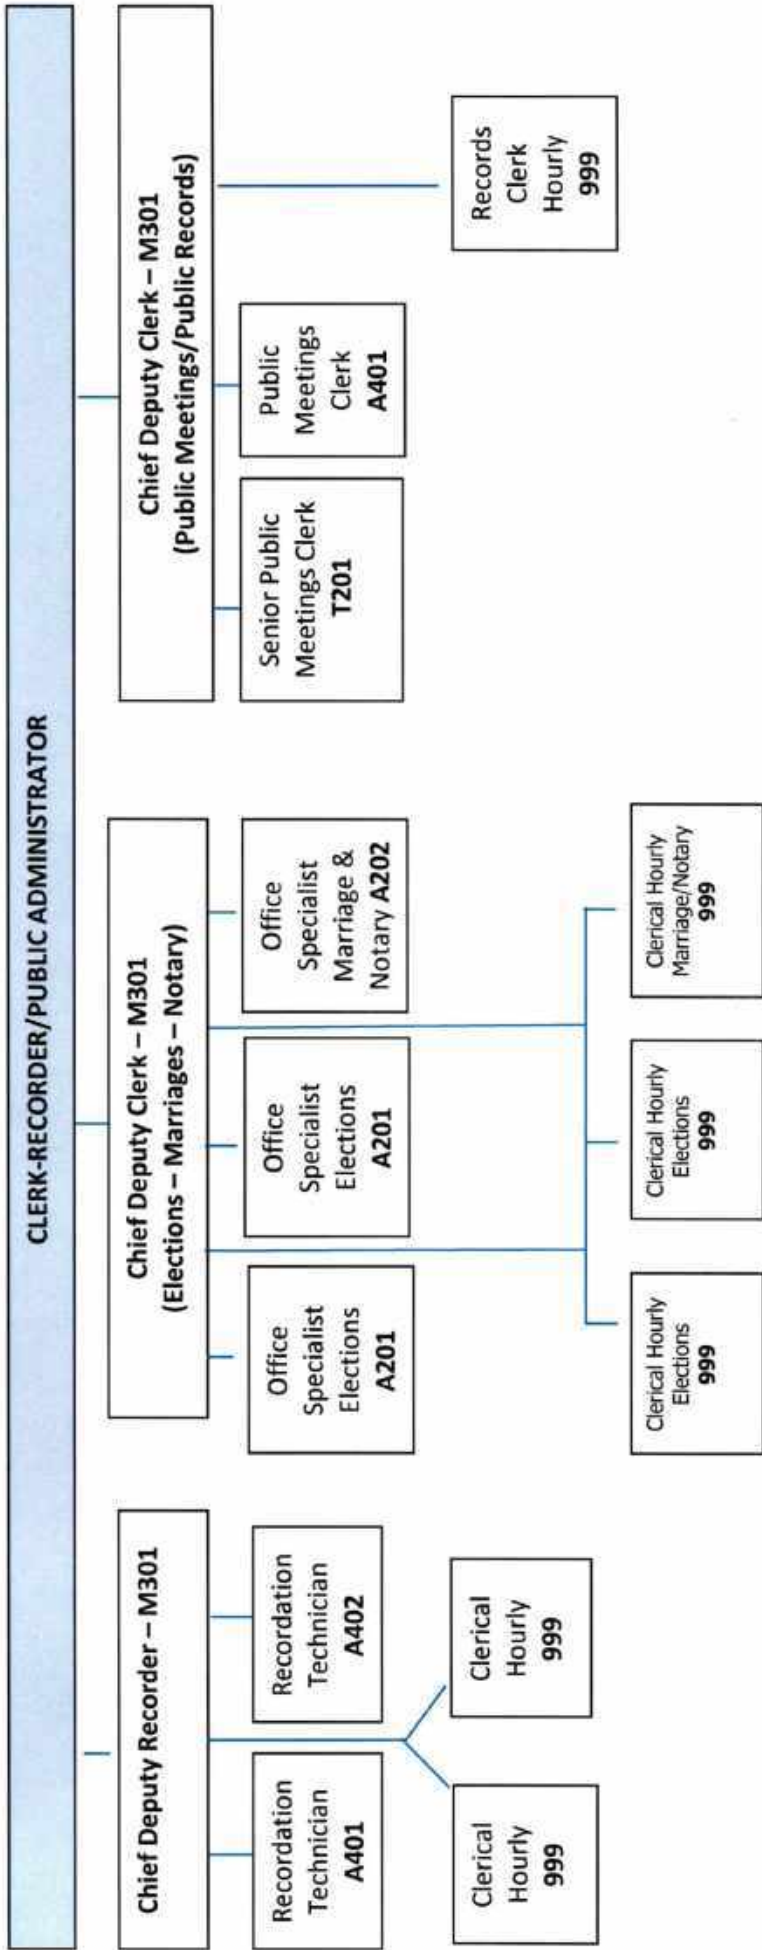 CLERK-RECORDER/PUBLIC ADMINISTRATOR
Chief Deputy Recorder – M301
Recordation
Technician
A401
Recordation
Technician
A402
Clerical
Hourly
999
Clerical
Hourly
999
Chief Deputy Clerk – M301
(Elections – Marriages – Notary)
Office
Specialist
Elections
A201
Office
Specialist
Elections
A201
Office
Specialist
Marriage &
Notary A202
Clerical Hourly
Elections
999
Clerical Hourly
Elections
999
Clerical Hourly
Marriage/Notary
999
Chief Deputy Clerk – M301
(Public Meetings/Public Records)
Senior Public
Meetings Clerk
T201
Public
Meetings
Clerk
A401
Records
Clerk
Hourly
999